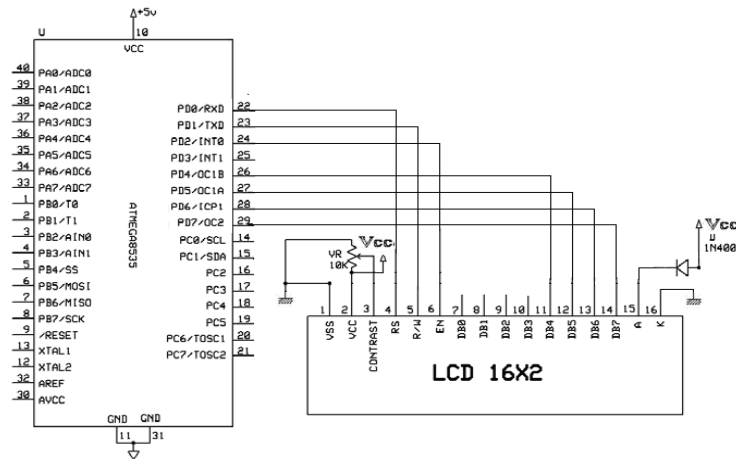 +5v
U
10
VCC
40 PA0/ADC0
39 PA1/ADC1
38 PA2/ADC2
37 PA3/ADC3
36 PA4/ADC4
35 PA5/ADC5
34 PA6/ADC6
33 PA7/ADC7
1 PB0/T0
2 PB1/T1
3 PB2/AIN0
4 PB3/AIN1
5 PB4/SS
6 PB5/MOSI
7 PB6/MISO
8 PB7/SCK
9 /RESET
13 XTAL1
12 XTAL2
32 AREF
30 AVCC
ATMEGA8535
PD0/RXD 22
PD1/TXD 23
PD2/INT0 24
PD3/INT1 25
PD4/OC1B 26
PD5/OC1A 27
PD6/ICP1 28
PD7/OC2 29
PC0/SCL 14
PC1/SDA 15
PC2 16
PC3 17
PC4 18
PC5 19
PC6/TOSC1 20
PC7/TOSC2 21
GND GND
11 31
VR
10K
Vcc
Vcc
U
1N400
1 2 3 4 5 6 7 8 9 10 11 12 13 14 15 16
VSS VCC CONTRAST RS R/W EN DB0 DB1 DB2 DB3 DB4 DB5 DB6 DB7 A K
LCD 16X2